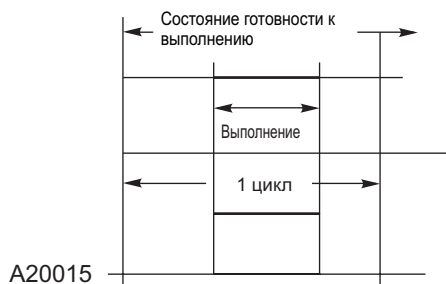 Состояние готовности к
выполнению
Выполнение
1 цикл
A20015